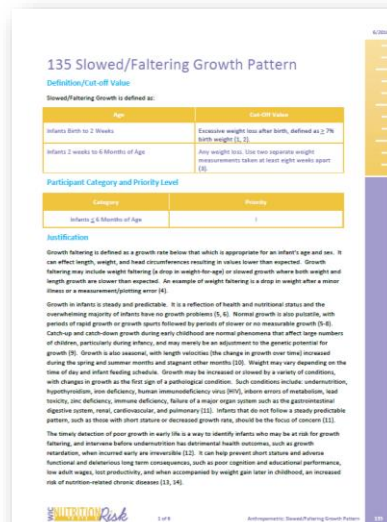 6/201
135 Slowed/Faltering Growth Pattern
Definition/Cut-off Value
Slowed/Faltering Growth is defined as:
Age Cut-Off Value
Infants Birth to 2 Weeks Excessive weight loss after birth, defined as ≥ 7%
birth weight (1, 2).
Infants 2 weeks to 6 Months of Age Any weight loss. Use two separate weight
measurements taken at least eight weeks apart
(3).
Participant Category and Priority Level
Category Priority
Infants ≤ 6 Months of Age I
Justification
Growth faltering is defined as a growth rate below that which is appropriate for an infant's age and sex. It
can effect length, weight, and head circumferences resulting in values lower than expected. Growth
faltering may include weight faltering (a drop in weight-for-age) or slowed growth where both weight and
length growth are slower than expected. An example of weight faltering is a drop in weight after a minor
illness or a measurement/plotting error (4).
Growth in infants is steady and predictable. It is a reflection of health and nutritional status and the
overwhelming majority of infants have no growth problems (5, 6). Normal growth is also pulsatile, with
periods of rapid growth or growth spurts followed by periods of slower or no measurable growth (5-8).
Catch-up and catch-down growth during early childhood are normal phenomena that affect large numbers
of children, particularly during infancy, and may merely be an adjustment to the genetic potential for
growth (9). Growth is also seasonal, with length velocities (the change in growth over time) increased
during the spring and summer months and stagnant other months (10). Weight may vary depending on the
time of day and infant feeding schedule. Growth may be increased or slowed by a variety of conditions,
with changes in growth as the first sign of a pathological condition. Such conditions include: undernutrition,
hypothyroidism, iron deficiency, human immunodeficiency virus (HIV), inborn errors of metabolism, lead
toxicity, zinc deficiency, immune deficiency, failure of a major organ system such as the gastrointestinal
digestive system, renal, cardiovascular, and pulmonary (11). Infants that do not follow a steady predictable
pattern, such as those with short stature or decreased growth rate, should be the focus of concern (11).
The timely detection of poor growth in early life is a way to identify infants who may be at risk for growth
faltering, and intervene before undernutrition has detrimental health outcomes, such as growth
retardation, when incurred early are irreversible (12). It can help prevent short stature and adverse
functional and deleterious long term consequences, such as poor cognition and educational performance,
low adult wages, lost productivity, and when accompanied by weight gain later in childhood, an increased
risk of nutrition-related chronic diseases (13, 14).
WIC NUTRITION Risk 1 of 6 Anthropometric: Slowed/Faltering Growth Pattern 135